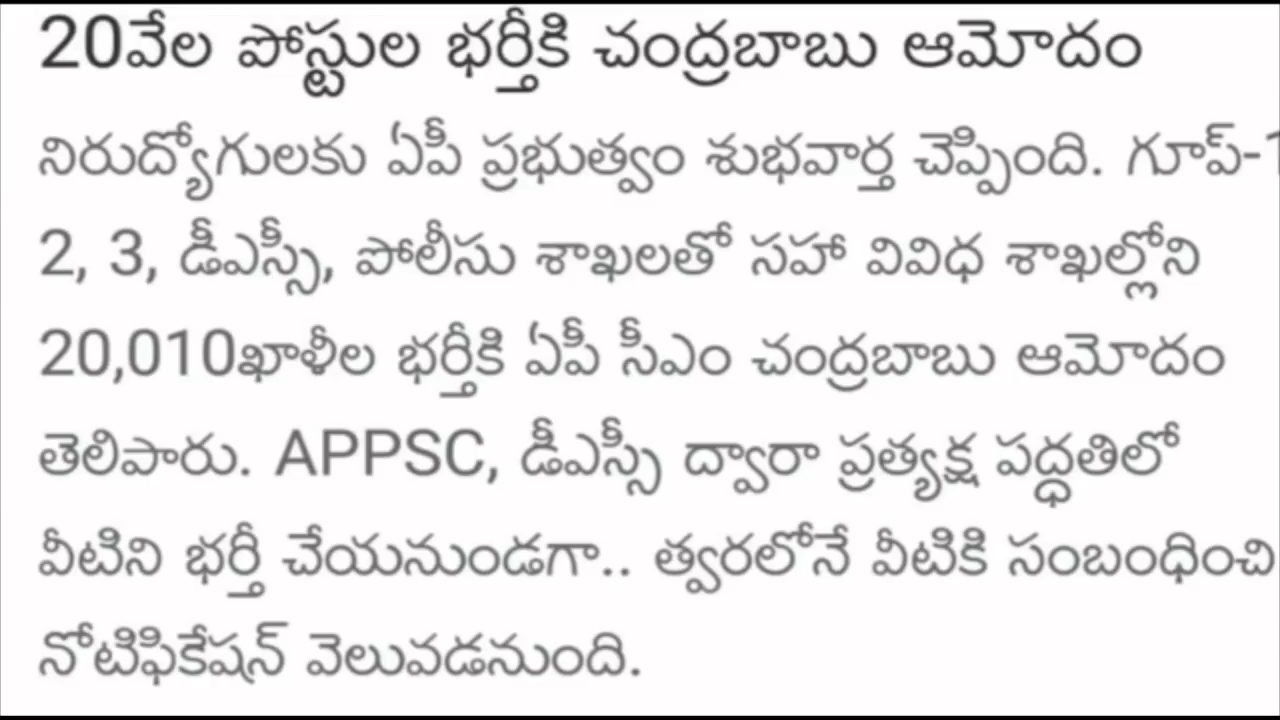 20వేల పోస్టుల భర్తీకి చంద్రబాబు ఆమోదం
నిరుద్యోగులకు ఏపీ ప్రభుత్వం శుభవార్త చెప్పింది. గూప్-1
2, 3, డీఎస్సీ, పోలీసు శాఖలతో సహా వివిధ శాఖల్లోని
20,010ఖాళీల భర్తీకి ఏపీ సీఎం చంద్రబాబు ఆమోదం
తెలిపారు. APPSC, డీఎస్సీ ద్వారా ప్రత్యక్ష పద్ధతిలో
వీటిని భర్తీ చేయనుండగా.. త్వరలోనే వీటికి సంబంధించి
నోటిఫికేషన్ వెలువడనుంది.